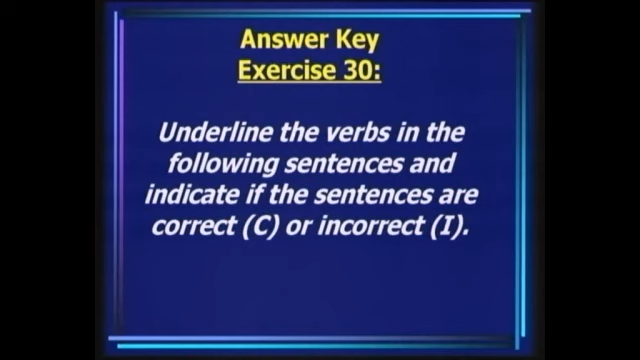 Answer Key
Exercise 30:
Underline the verbs in the
following sentences and
indicate if the sentences are
correct (C) or incorrect (I).